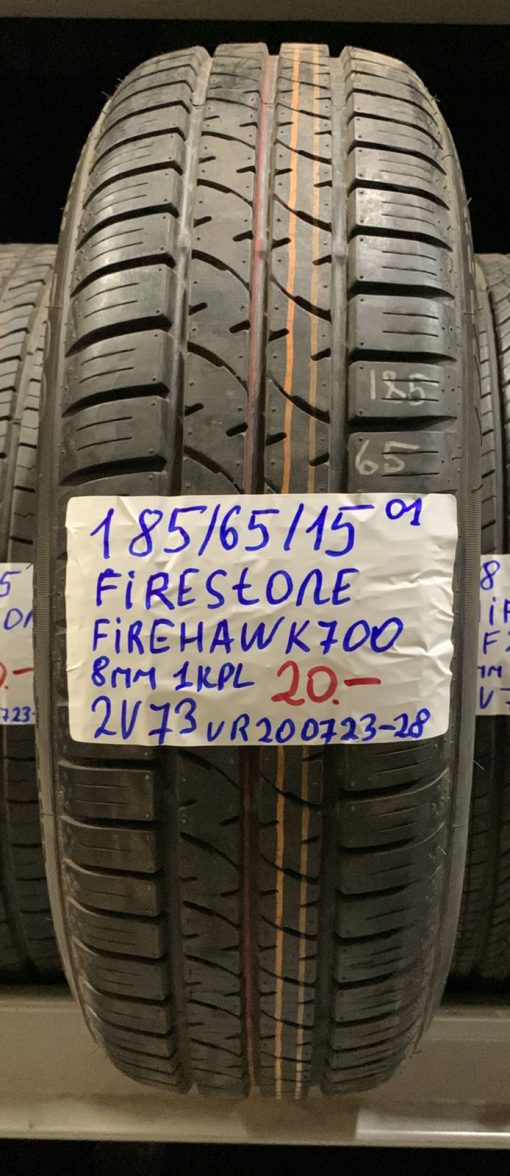 185
65
185/65/15 01
FiREStONE
FiREHAWK700
8mm 1KPL 20.-
2V73 VR200723-28